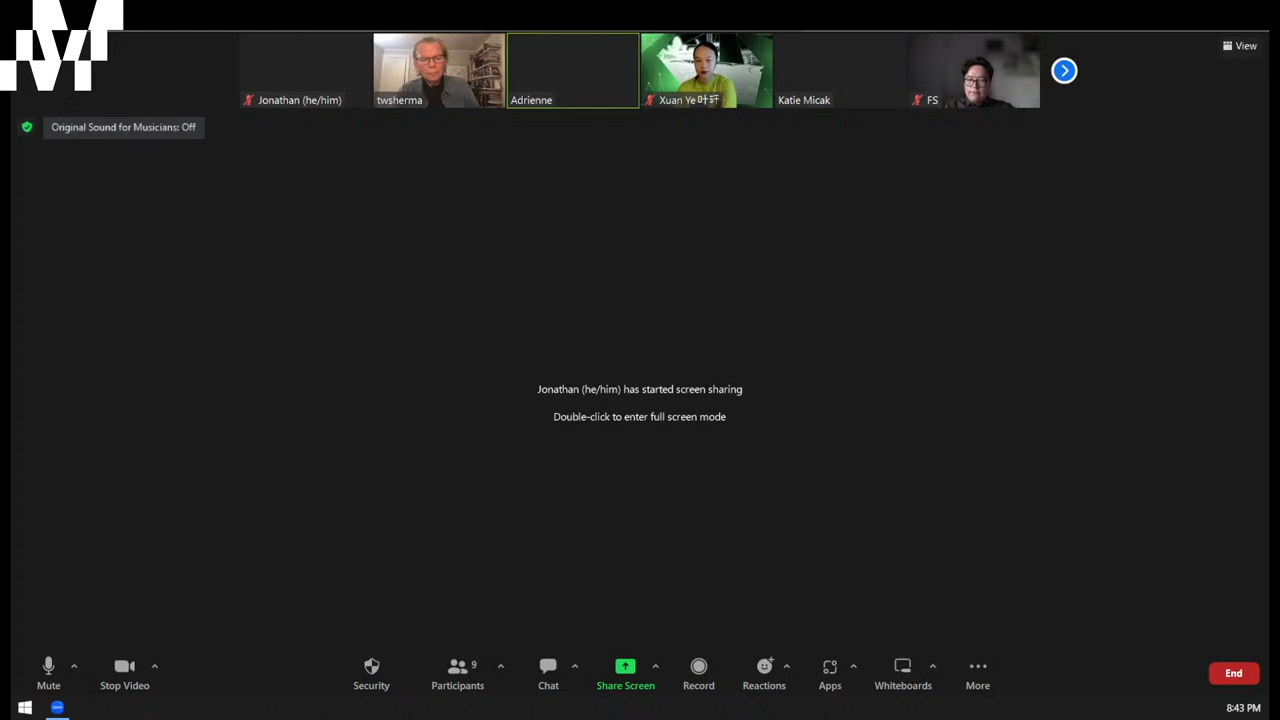 View
Jonathan (he/him)
twsherma
Adrienne
Xuan Ye 叶轩
Katie Micak
FS
Original Sound for Musicians: Off
Jonathan (he/him) has started screen sharing
Double-click to enter full screen mode
9
Mute
Stop Video
Security
Participants
Chat
Share Screen
Record
Reactions
Apps
Whiteboards
More
End
zoom
8:43 PM